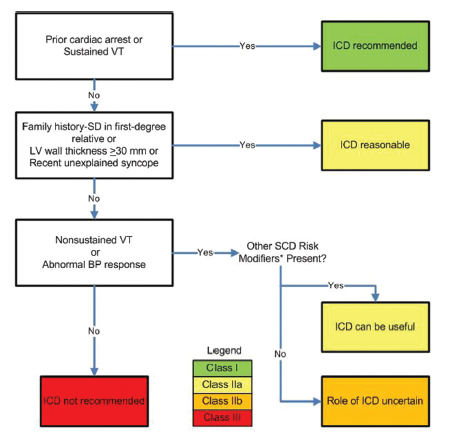 Prior cardiac arrest or
Sustained VT
Yes
ICD recommended
No
Family history-SD in first-degree
relative or
LV wall thickness ≥30 mm or
Recent unexplained syncope
Yes
ICD reasonable
No
Nonsustained VT
or
Abnormal BP response
Yes
Other SCD Risk
Modifiers* Present?
Yes
ICD can be useful
No
No
ICD not recommended
Legend
Class I
Class IIa
Class IIb
Class III
Role of ICD uncertain